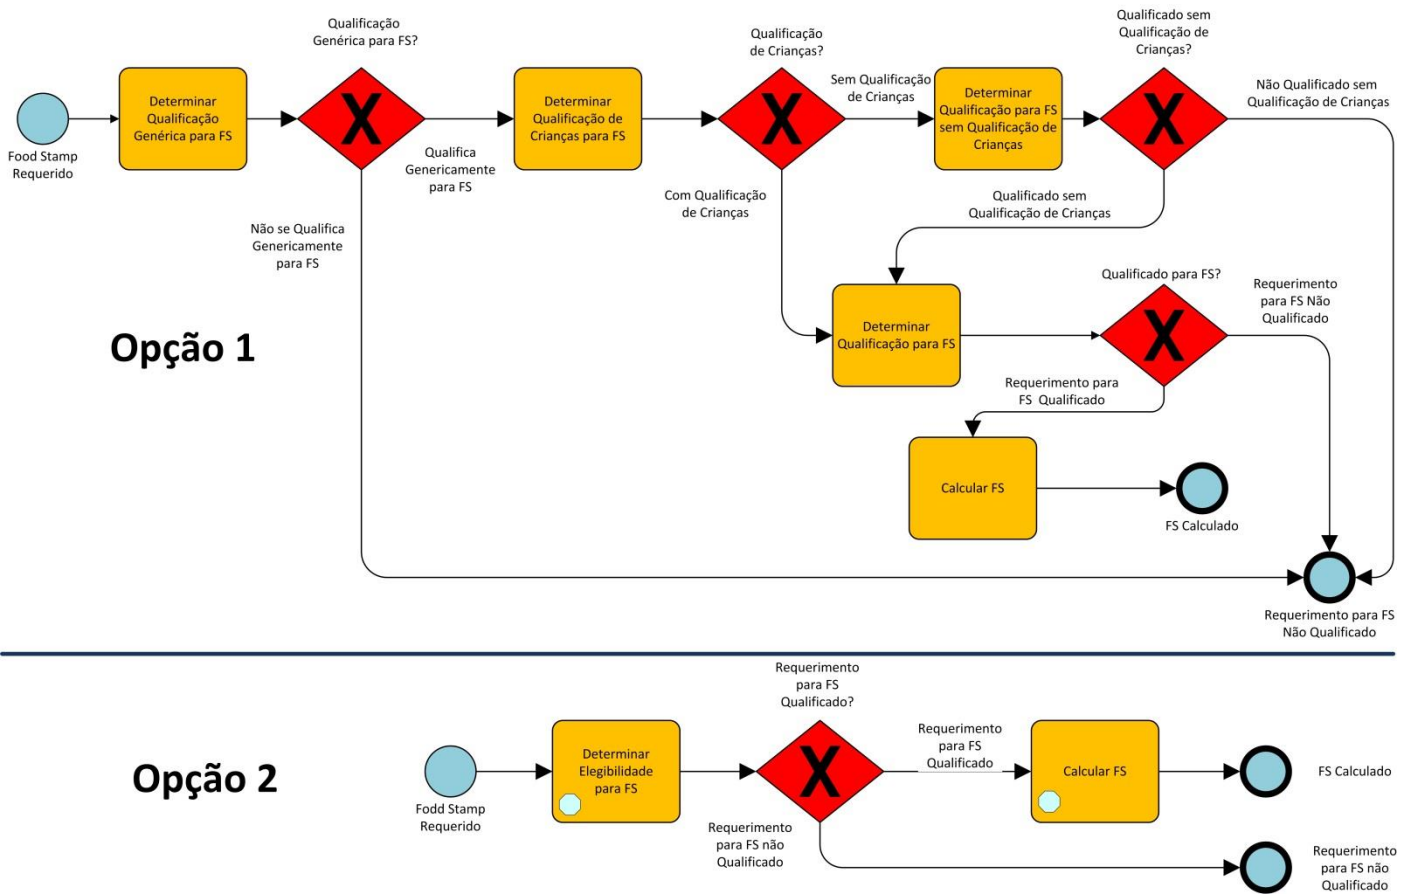 Qualificação
Genérica para FS?
Qualificação
de Crianças?
Qualificado sem
Qualificação de
Crianças?
Food Stamp
Requerido
Determinar
Qualificação
Genérica para FS
Qualifica
Genericamente
para FS
Não se Qualifica
Genericamente
para FS
Determinar
Qualificação de
Crianças para FS
Sem Qualificação
de Crianças
Com Qualificação
de Crianças
Determinar
Qualificação para FS
sem Qualificação de
Crianças
Não Qualificado sem
Qualificação de Crianças
Qualificado sem
Qualificação de Crianças
Determinar
Qualificação para FS
Qualificado para FS?
Requerimento
para FS Não
Qualificado
Requerimento para
FS Qualificado
Calcular FS
FS Calculado
Requerimento para FS
Não Qualificado
X
X
X
X
Opção 1
Opção 2
Fodd Stamp
Requerido
Determinar
Elegibilidade
para FS
Requerimento
para FS
Qualificado?
X
Requerimento
para FS
Qualificado
Requerimento
para FS não
Qualificado
Calcular FS
FS Calculado
Requerimento
para FS não
Qualificado